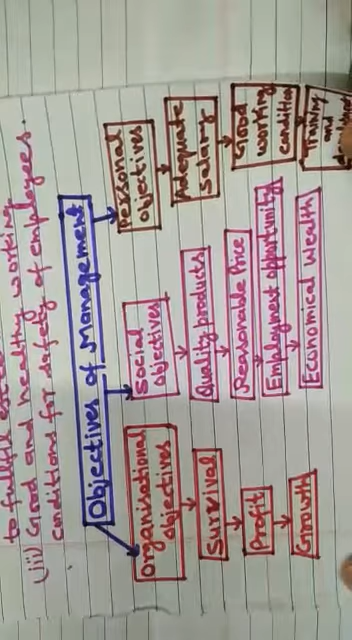 to fullfil
(iii) Good and healthy working
conditions for safety of employees.
Objectives of Management
Organisational
Objectives
Survival
Profit
Growth
Social
Objectives
Quality products
Reasonable Price
Employment opportunity
Economical Wealth
Personal
Objectives
Adequate
Salary
Good
working
condition
Training
and